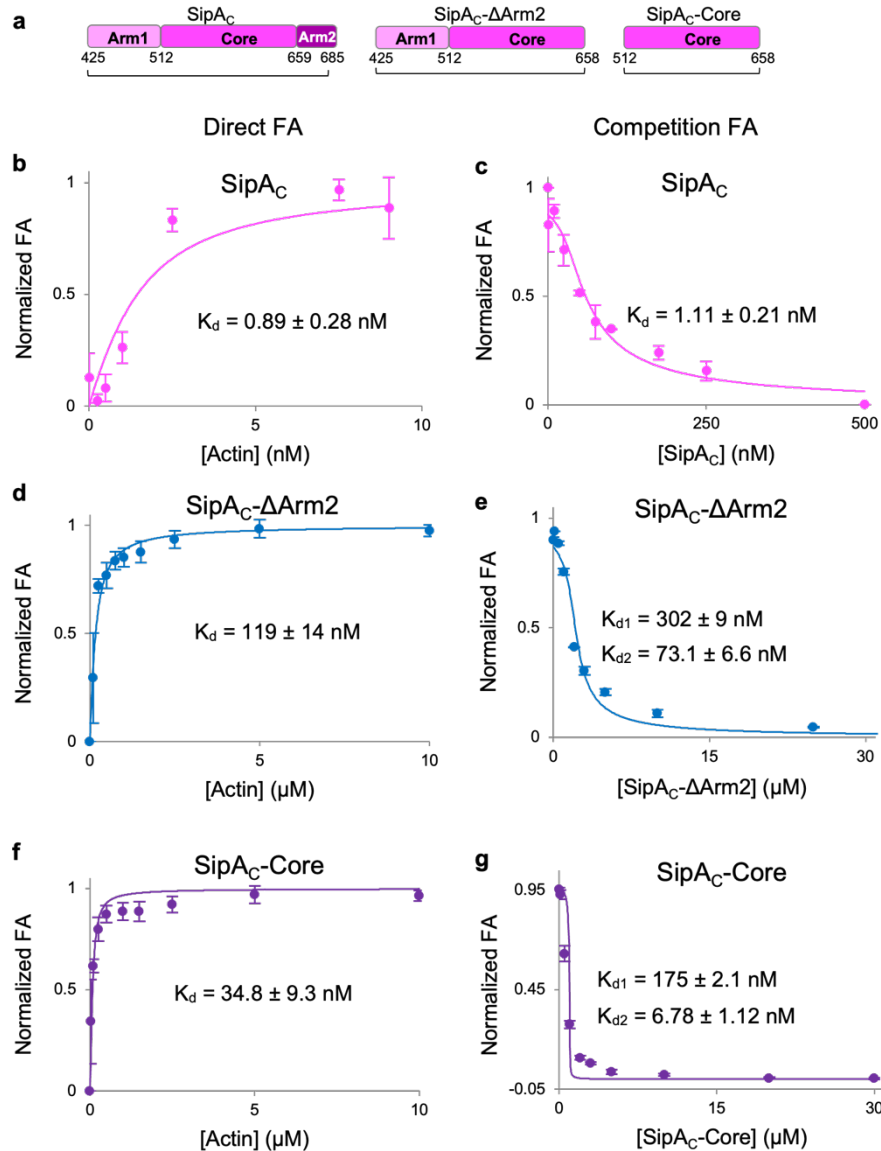 a
SipAC SipAC-ΔArm2 SipAC-Core
Arm1 Core Arm2 Arm1 Core Core
425 512 659 685 425 512 658 512 658
Direct FA Competition FA
b
SipAC
Normalized FA
1
0.5
0
Kd = 0.89 ± 0.28 nM
0 5 10
[Actin] (nM)
c
SipAC
Normalized FA
1
0.5
0
Kd = 1.11 ± 0.21 nM
0 250 500
[SipAC] (nM)
d
SipAC-ΔArm2
Normalized FA
1
0.5
0
Kd = 119 ± 14 nM
0 5 10
[Actin] (µM)
e
SipAC-ΔArm2
Normalized FA
1
0.5
0
Kd1 = 302 ± 9 nM
Kd2 = 73.1 ± 6.6 nM
0 15 30
[SipAC-ΔArm2] (µM)
f
SipAC-Core
Normalized FA
1
0.5
0
Kd = 34.8 ± 9.3 nM
0 5 10
[Actin] (µM)
g
SipAC-Core
Normalized FA
0.95
0.45
-0.05
Kd1 = 175 ± 2.1 nM
Kd2 = 6.78 ± 1.12 nM
0 15 30
[SipAC-Core] (µM)